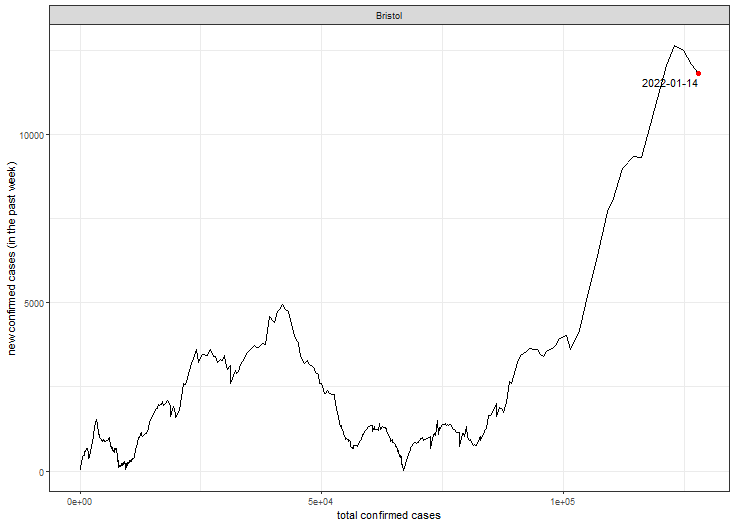 Bristol
new confirmed cases (in the past week)
10000
5000
0
2022-01-14
0e+00
5e+04
1e+05
total confirmed cases